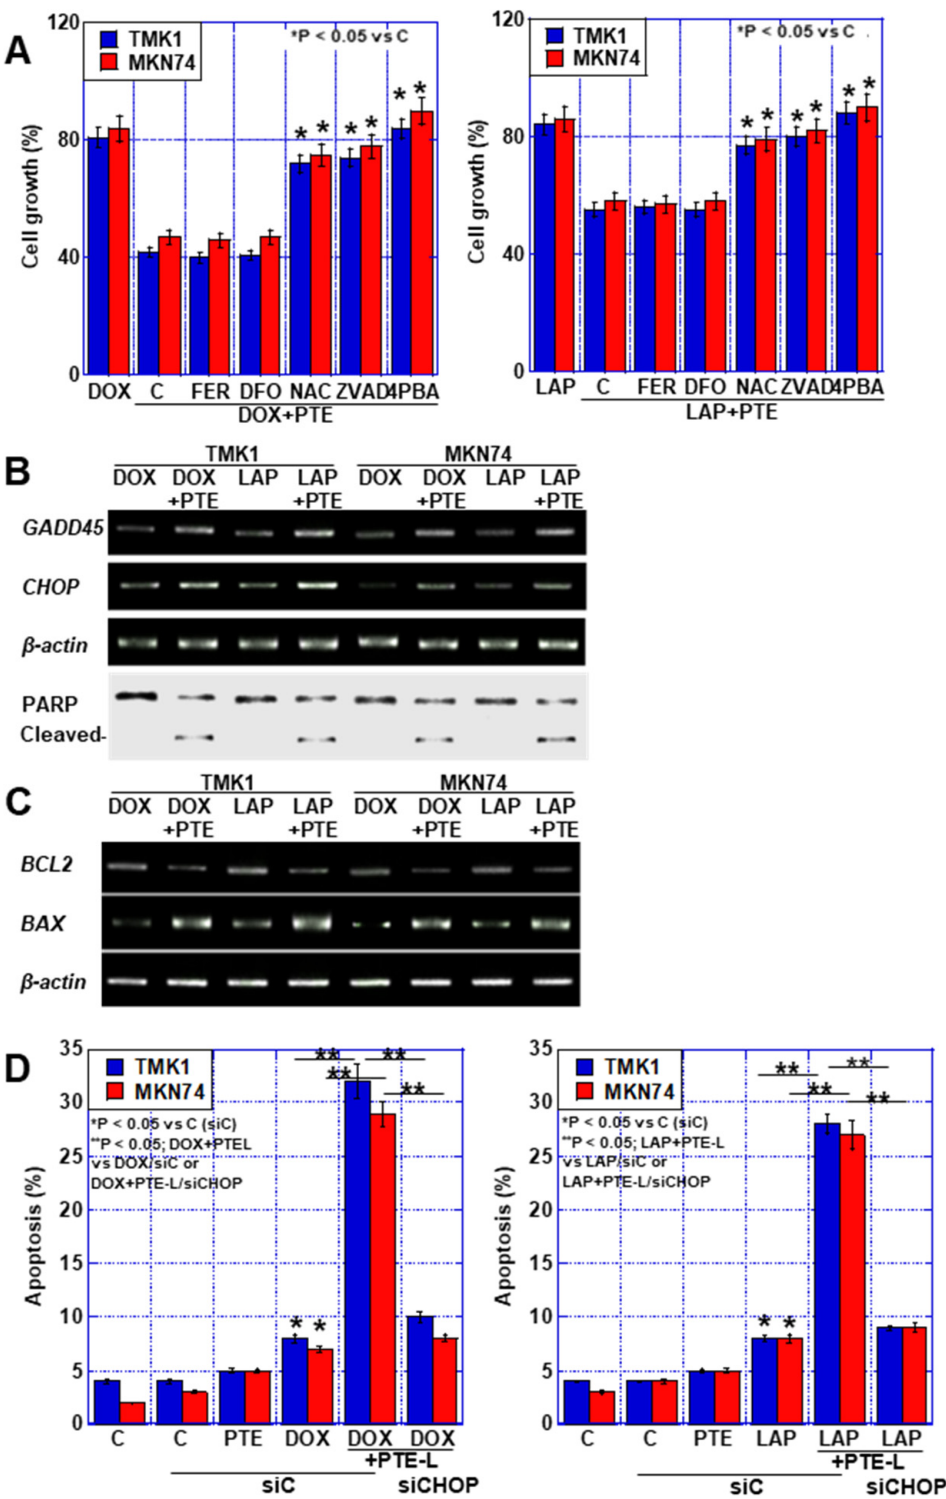 A
120
80
40
0
Cell growth (%)
TMK1
MKN74
*P < 0.05 vs C
* * * * * *
DOX C FER DFO NAC ZVAD 4PBA
DOX+PTE
120
80
40
0
Cell growth (%)
TMK1
MKN74
*P < 0.05 vs C
* * * * * *
LAP C FER DFO NAC ZVAD 4PBA
LAP+PTE
B
TMK1 MKN74
DOX DOX LAP LAP DOX DOX LAP LAP
+PTE +PTE +PTE +PTE
GADD45
CHOP
β-actin
PARP
Cleaved-
C
TMK1 MKN74
DOX DOX LAP LAP DOX DOX LAP LAP
+PTE +PTE +PTE +PTE
BCL2
BAX
β-actin
D
35
30
25
20
15
10
5
0
Apoptosis (%)
TMK1
MKN74
*P < 0.05 vs C (siC)
**P < 0.05; DOX+PTEL
vs DOX/siC or
DOX+PTE-L/siCHOP
** **
** **
* *
C C PTE DOX DOX DOX
+PTE-L
siC siCHOP
35
30
25
20
15
10
5
0
Apoptosis (%)
TMK1
MKN74
*P < 0.05 vs C (siC)
**P < 0.05; LAP+PTE-L
vs LAP/siC or
LAP+PTE-L/siCHOP
** **
** **
* *
C C PTE LAP LAP LAP
+PTE-L
siC siCHOP